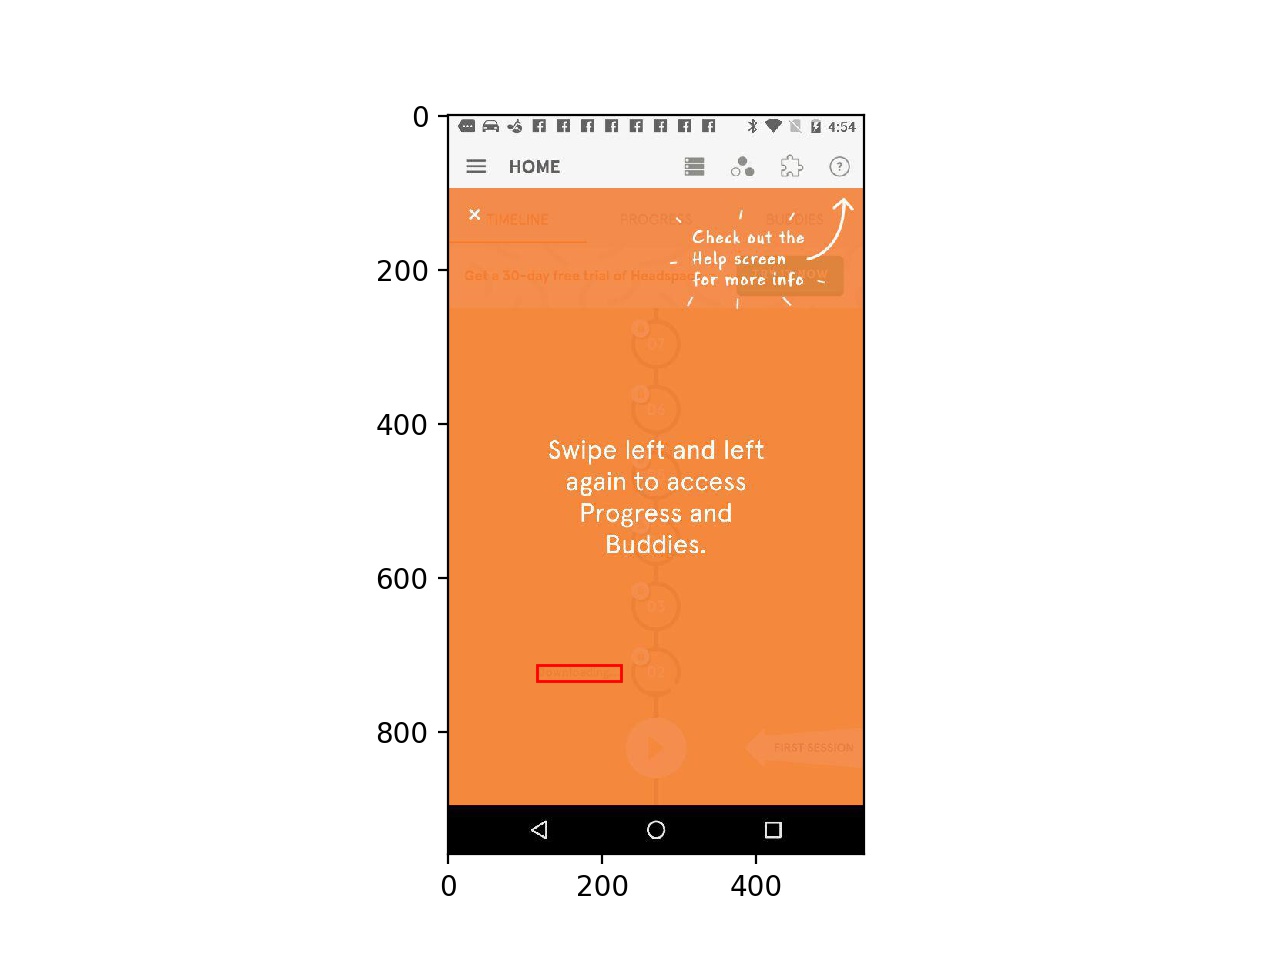 0
4:54
HOME
?
× TIMELINE PROGRESS BUDDIES
Check out the
Help screen
for more info
200
Get a 30-day free trial of NOW
07
400
06
Swipe left and left
again to access
Progress and
Buddies.
600
03
Downloading...
02
800
FIRST SESSION
0 200 400